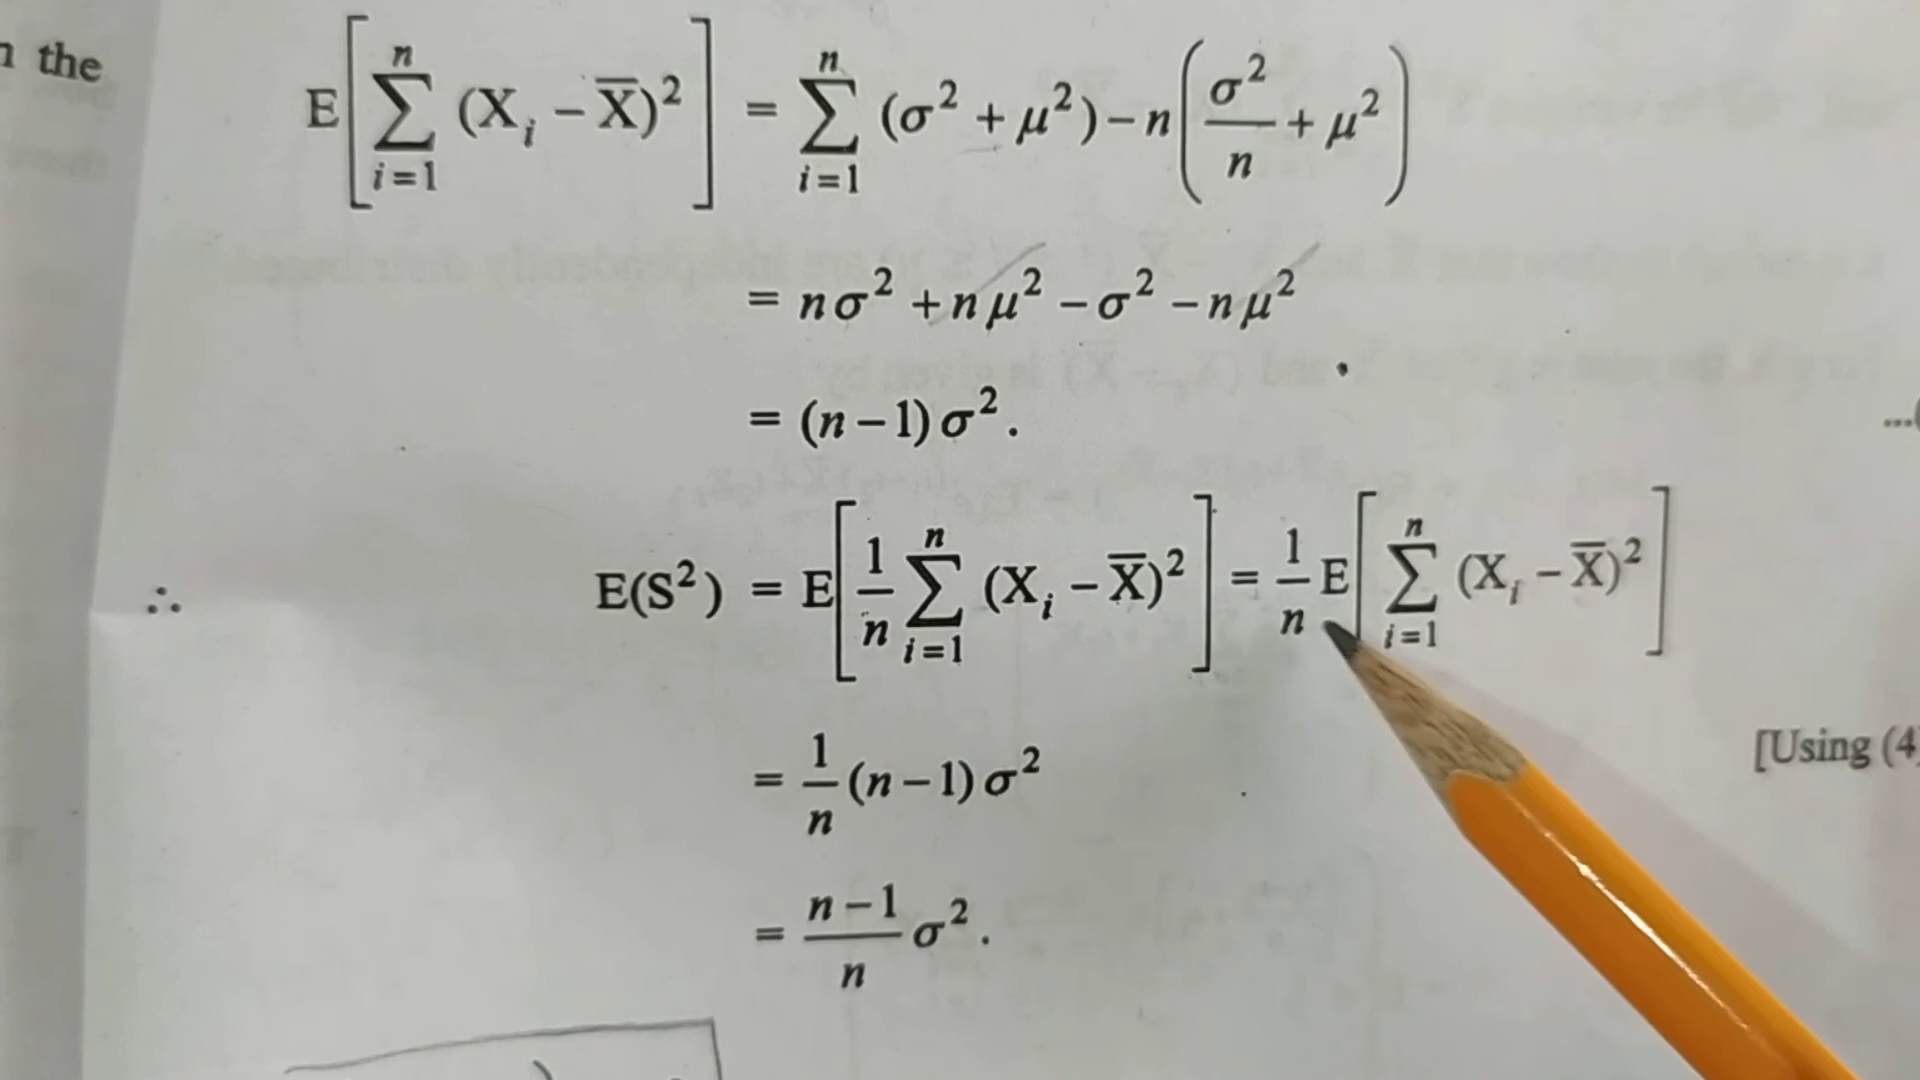 the
E[∑_{i=1}^{n} (X_i − X̄)²] = ∑_{i=1}^{n} (σ² + μ²) − n(σ²/n + μ²)
= nσ² + nμ² − σ² − nμ²
= (n − 1)σ².
...(
∴ E(S²) = E[1/n ∑_{i=1}^{n} (X_i − X̄)²] = 1/n E[∑_{i=1}^{n} (X_i − X̄)²]
[Using (4)
= 1/n (n − 1)σ²
= (n − 1)/n σ².